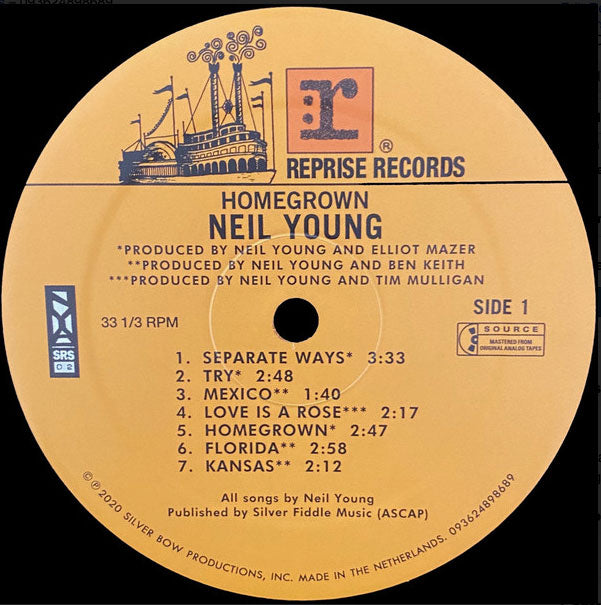 r
®
REPRISE RECORDS
HOMEGROWN
NEIL YOUNG
*PRODUCED BY NEIL YOUNG AND ELLIOT MAZER
**PRODUCED BY NEIL YOUNG AND BEN KEITH
***PRODUCED BY NEIL YOUNG AND TIM MULLIGAN
SRS
02
33 1/3 RPM
SIDE 1
SOURCE
MASTERED FROM
ORIGINAL ANALOG TAPES
1. SEPARATE WAYS* 3:33
2. TRY* 2:48
3. MEXICO** 1:40
4. LOVE IS A ROSE*** 2:17
5. HOMEGROWN* 2:47
6. FLORIDA** 2:58
7. KANSAS** 2:12
All songs by Neil Young
Published by Silver Fiddle Music (ASCAP)
© ℗ 2020 SILVER BOW PRODUCTIONS, INC. MADE IN THE NETHERLANDS. 093624898689